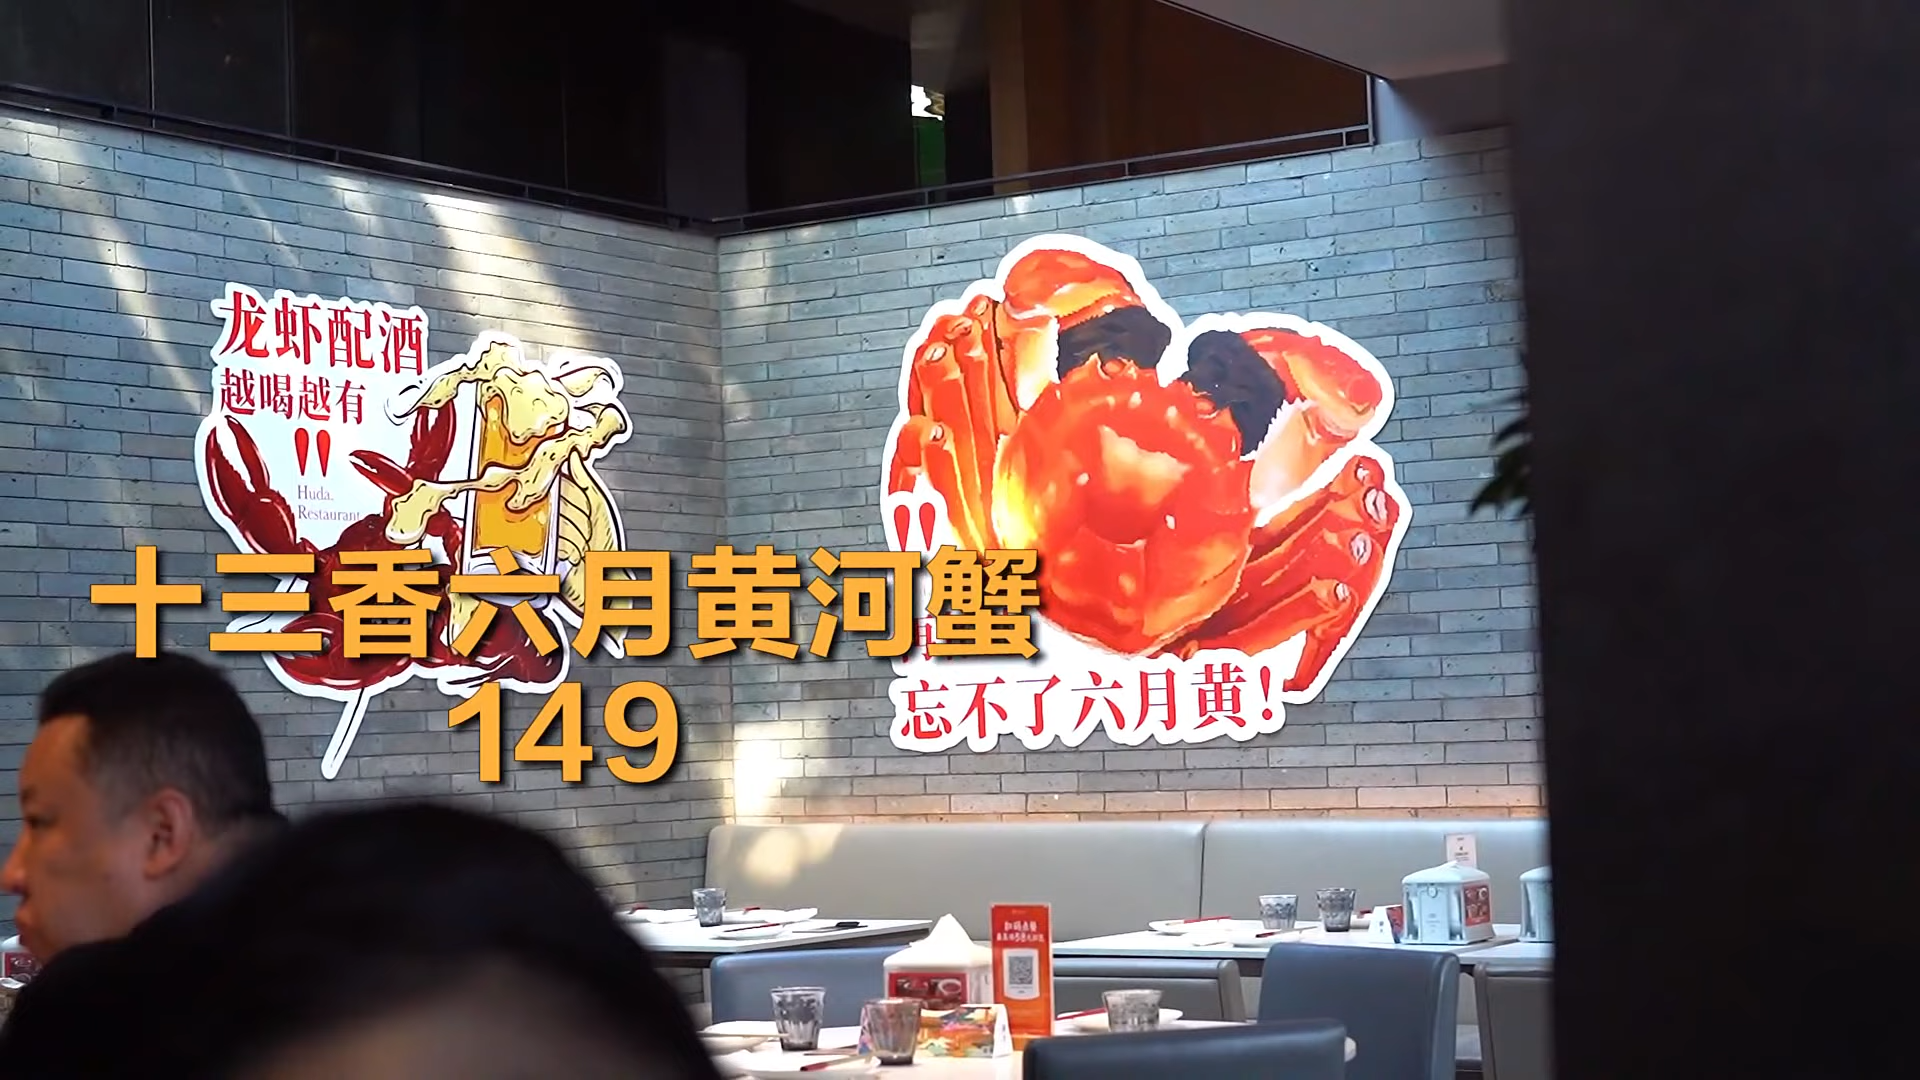 龙虾配酒
越喝越有
"
Huda.
Restaurant
十三香六月黄河蟹
149
"
忘不了六月黄！